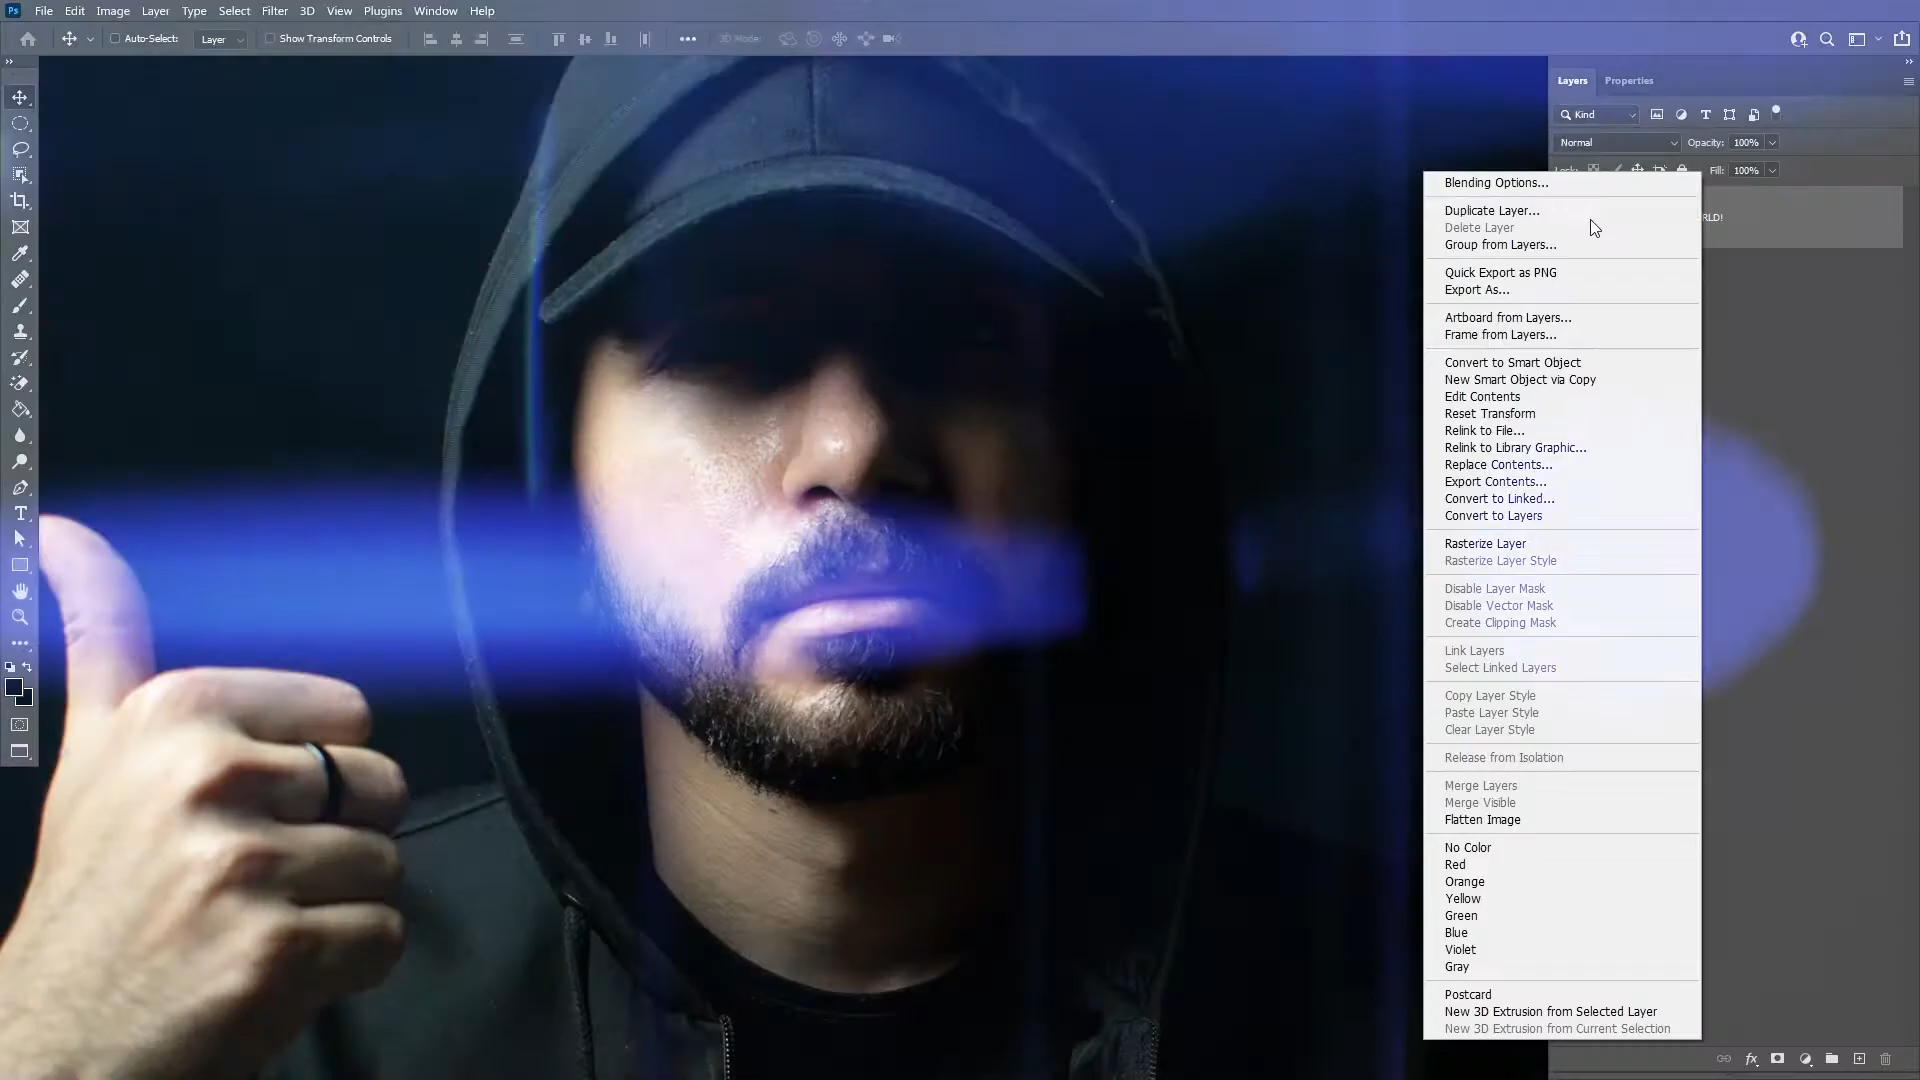 Ps File Edit Image Layer Type Select Filter 3D View Plugins Window Help
Auto-Select: Layer Show Transform Controls 3D Mode:
Layers Properties
Kind
Normal Opacity: 100%
Fill: 100%
RLD!
Blending Options...
Duplicate Layer...
Delete Layer
Group from Layers...
Quick Export as PNG
Export As...
Artboard from Layers...
Frame from Layers...
Convert to Smart Object
New Smart Object via Copy
Edit Contents
Reset Transform
Relink to File...
Relink to Library Graphic...
Replace Contents...
Export Contents...
Convert to Linked...
Convert to Layers
Rasterize Layer
Rasterize Layer Style
Disable Layer Mask
Disable Vector Mask
Create Clipping Mask
Link Layers
Select Linked Layers
Copy Layer Style
Paste Layer Style
Clear Layer Style
Release from Isolation
Merge Layers
Merge Visible
Flatten Image
No Color
Red
Orange
Yellow
Green
Blue
Violet
Gray
Postcard
New 3D Extrusion from Selected Layer
New 3D Extrusion from Current Selection